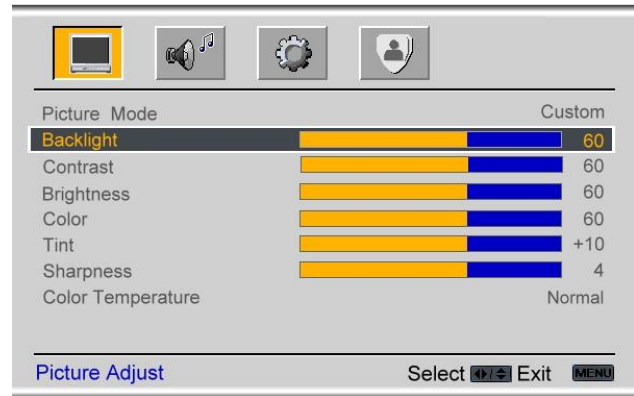 Picture Mode Custom
Backlight 60
Contrast 60
Brightness 60
Color 60
Tint +10
Sharpness 4
Color Temperature Normal
Picture Adjust Select Exit MENU